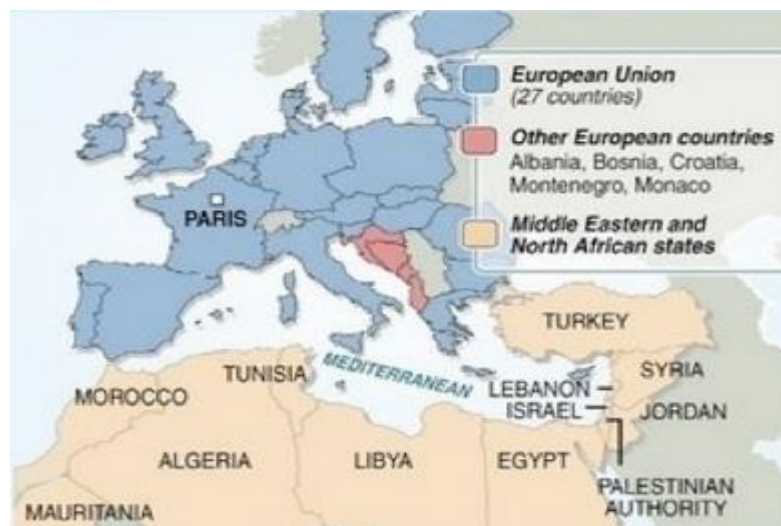 European Union
(27 countries)
Other European countries
Albania, Bosnia, Croatia,
Montenegro, Monaco
Middle Eastern and
North African states
PARIS
TURKEY
MEDITERRANEAN
TUNISIA
SYRIA
LEBANON
MOROCCO
ISRAEL
JORDAN
ALGERIA
LIBYA
EGYPT
PALESTINIAN
AUTHORITY
MAURITANIA